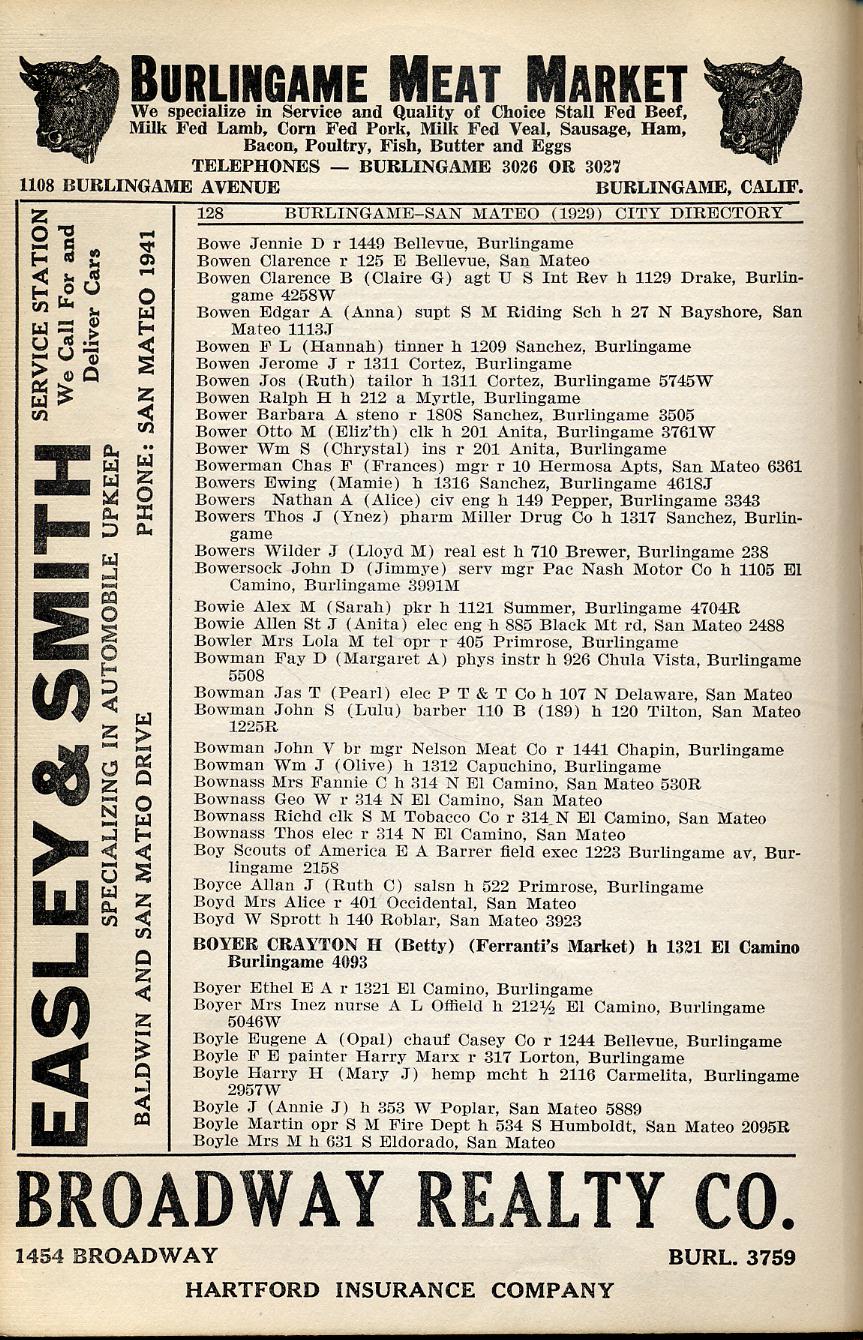 BURLINGAME MEAT MARKET
We specialize in Service and Quality of Choice Stall Fed Beef,
Milk Fed Lamb, Corn Fed Pork, Milk Fed Veal, Sausage, Ham,
Bacon, Poultry, Fish, Butter and Eggs
TELEPHONES — BURLINGAME 3026 OR 3027
1108 BURLINGAME AVENUE BURLINGAME, CALIF.
EASLEY & SMITH
SERVICE STATION
We Call For and
Deliver Cars
SPECIALIZING IN AUTOMOBILE UPKEEP
BALDWIN AND SAN MATEO DRIVE PHONE: SAN MATEO 1941
128 BURLINGAME–SAN MATEO (1929) CITY DIRECTORY
Bowe Jennie D r 1449 Bellevue, Burlingame
Bowen Clarence r 125 E Bellevue, San Mateo
Bowen Clarence B (Claire G) agt U S Int Rev h 1129 Drake, Burlin-
game 4258W
Bowen Edgar A (Anna) supt S M Riding Sch h 27 N Bayshore, San
Mateo 1113J
Bowen F L (Hannah) tinner h 1209 Sanchez, Burlingame
Bowen Jerome J r 1311 Cortez, Burlingame
Bowen Jos (Ruth) tailor h 1311 Cortez, Burlingame 5745W
Bowen Ralph H h 212 a Myrtle, Burlingame
Bower Barbara A steno r 1808 Sanchez, Burlingame 3505
Bower Otto M (Eliz'th) clk h 201 Anita, Burlingame 3761W
Bower Wm S (Chrystal) ins r 201 Anita, Burlingame
Bowerman Chas F (Frances) mgr r 10 Hermosa Apts, San Mateo 6361
Bowers Ewing (Mamie) h 1316 Sanchez, Burlingame 4618J
Bowers Nathan A (Alice) civ eng h 149 Pepper, Burlingame 3343
Bowers Thos J (Ynez) pharm Miller Drug Co h 1317 Sanchez, Burlin-
game
Bowers Wilder J (Lloyd M) real est h 710 Brewer, Burlingame 238
Bowersock John D (Jimmye) serv mgr Pac Nash Motor Co h 1105 El
Camino, Burlingame 3991M
Bowie Alex M (Sarah) pkr h 1121 Summer, Burlingame 4704R
Bowie Allen St J (Anita) elec eng h 885 Black Mt rd, San Mateo 2488
Bowler Mrs Lola M tel opr r 405 Primrose, Burlingame
Bowman Fay D (Margaret A) phys instr h 926 Chula Vista, Burlingame
5508
Bowman Jas T (Pearl) elec P T & T Co h 107 N Delaware, San Mateo
Bowman John S (Lulu) barber 110 B (189) h 120 Tilton, San Mateo
1225R
Bowman John V br mgr Nelson Meat Co r 1441 Chapin, Burlingame
Bowman Wm J (Olive) h 1312 Capuchino, Burlingame
Bownass Mrs Fannie C h 314 N El Camino, San Mateo 530R
Bownass Geo W r 314 N El Camino, San Mateo
Bownass Richd clk S M Tobacco Co r 314 N El Camino, San Mateo
Bownass Thos elec r 314 N El Camino, San Mateo
Boy Scouts of America E A Barrer field exec 1223 Burlingame av, Bur-
lingame 2158
Boyce Allan J (Ruth C) salsn h 522 Primrose, Burlingame
Boyd Mrs Alice r 401 Occidental, San Mateo
Boyd W Sprott h 140 Roblar, San Mateo 3923
BOYER CRAYTON H (Betty) (Ferranti's Market) h 1321 El Camino
Burlingame 4093
Boyer Ethel E A r 1321 El Camino, Burlingame
Boyer Mrs Inez nurse A L Offield h 212½ El Camino, Burlingame
5046W
Boyle Eugene A (Opal) chauf Casey Co r 1244 Bellevue, Burlingame
Boyle F E painter Harry Marx r 317 Lorton, Burlingame
Boyle Harry H (Mary J) hemp mcht h 2116 Carmelita, Burlingame
2957W
Boyle J (Annie J) h 353 W Poplar, San Mateo 5889
Boyle Martin opr S M Fire Dept h 534 S Humboldt, San Mateo 2095R
Boyle Mrs M h 631 S Eldorado, San Mateo
BROADWAY REALTY CO.
1454 BROADWAY BURL. 3759
HARTFORD INSURANCE COMPANY